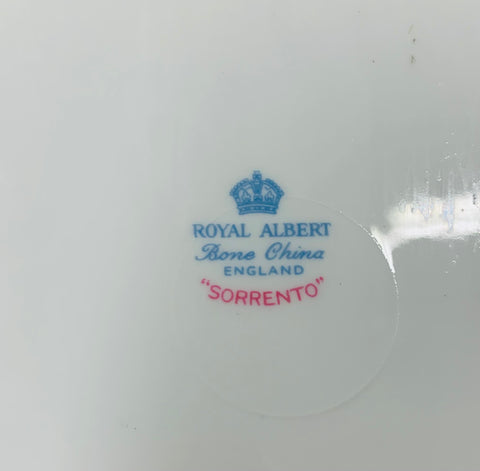 ROYAL ALBERT
Bone China
ENGLAND
"SORRENTO"